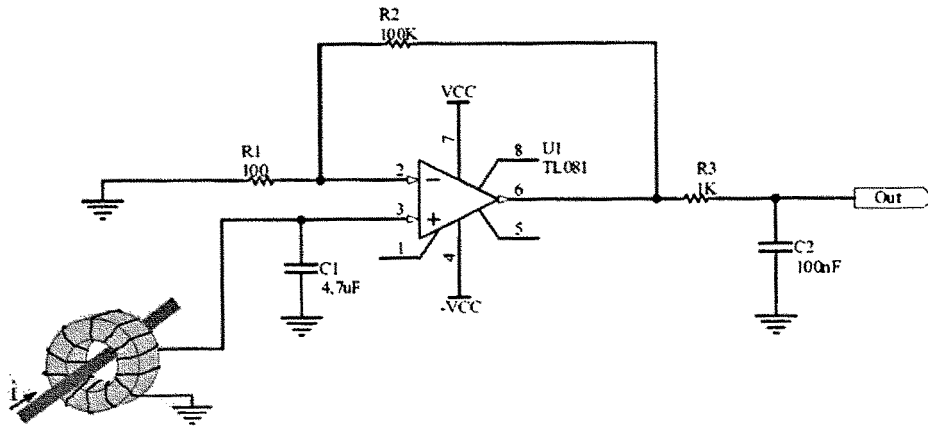 R2
100K
VCC
7
8
U1
TL081
R1
100
2
6
R3
1K
Out
3
1
5
4
C1
4,7uF
C2
100nF
-VCC
i